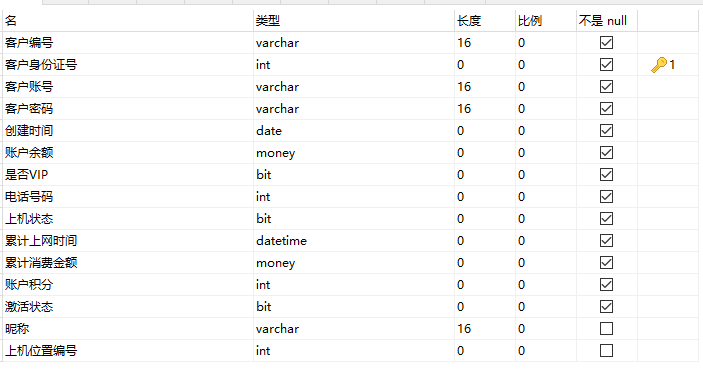 名 类型 长度 比例 不是 null
客户编号 varchar 16 0
客户身份证号 int 0 0 1
客户账号 varchar 16 0
客户密码 varchar 16 0
创建时间 date 0 0
账户余额 money 0 0
是否VIP bit 0 0
电话号码 int 0 0
上机状态 bit 0 0
累计上网时间 datetime 0 0
累计消费金额 money 0 0
账户积分 int 0 0
激活状态 bit 0 0
昵称 varchar 16 0
上机位置编号 int 0 0